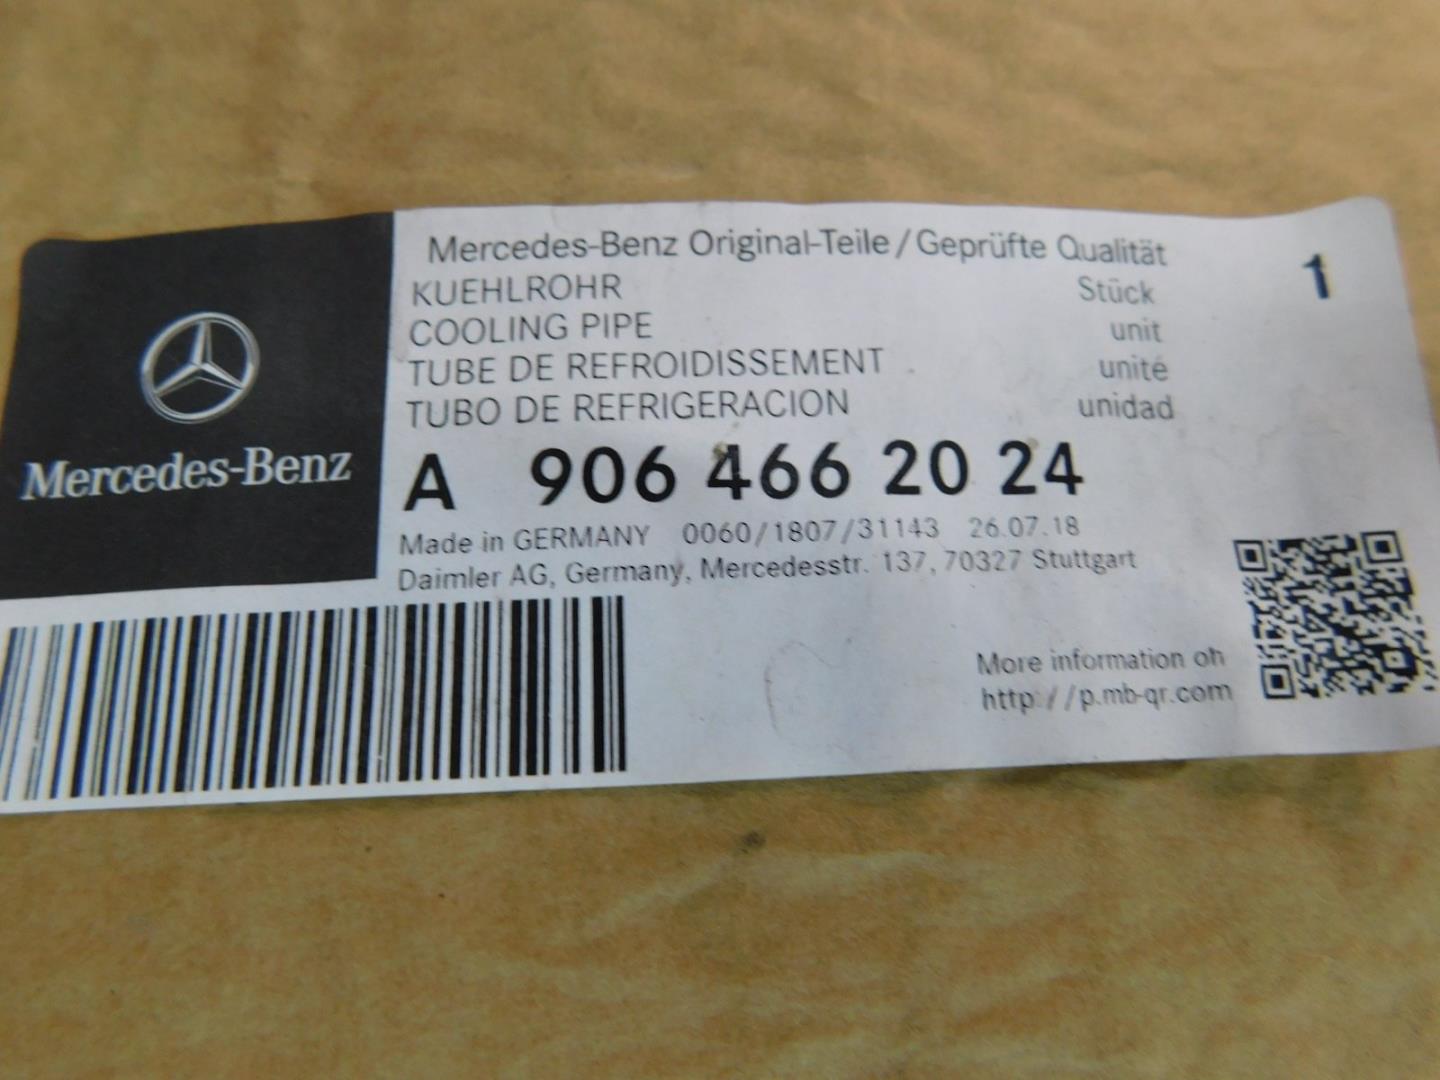 Mercedes-Benz
Mercedes-Benz Original-Teile / Geprüfte Qualität
KUEHLROHR Stück 1
COOLING PIPE unit
TUBE DE REFROIDISSEMENT unité
TUBO DE REFRIGERACION unidad
A 906 466 20 24
Made in GERMANY 0060/1807/31143 26.07.18
Daimler AG, Germany, Mercedesstr. 137, 70327 Stuttgart
More information on
http://p.mb-qr.com